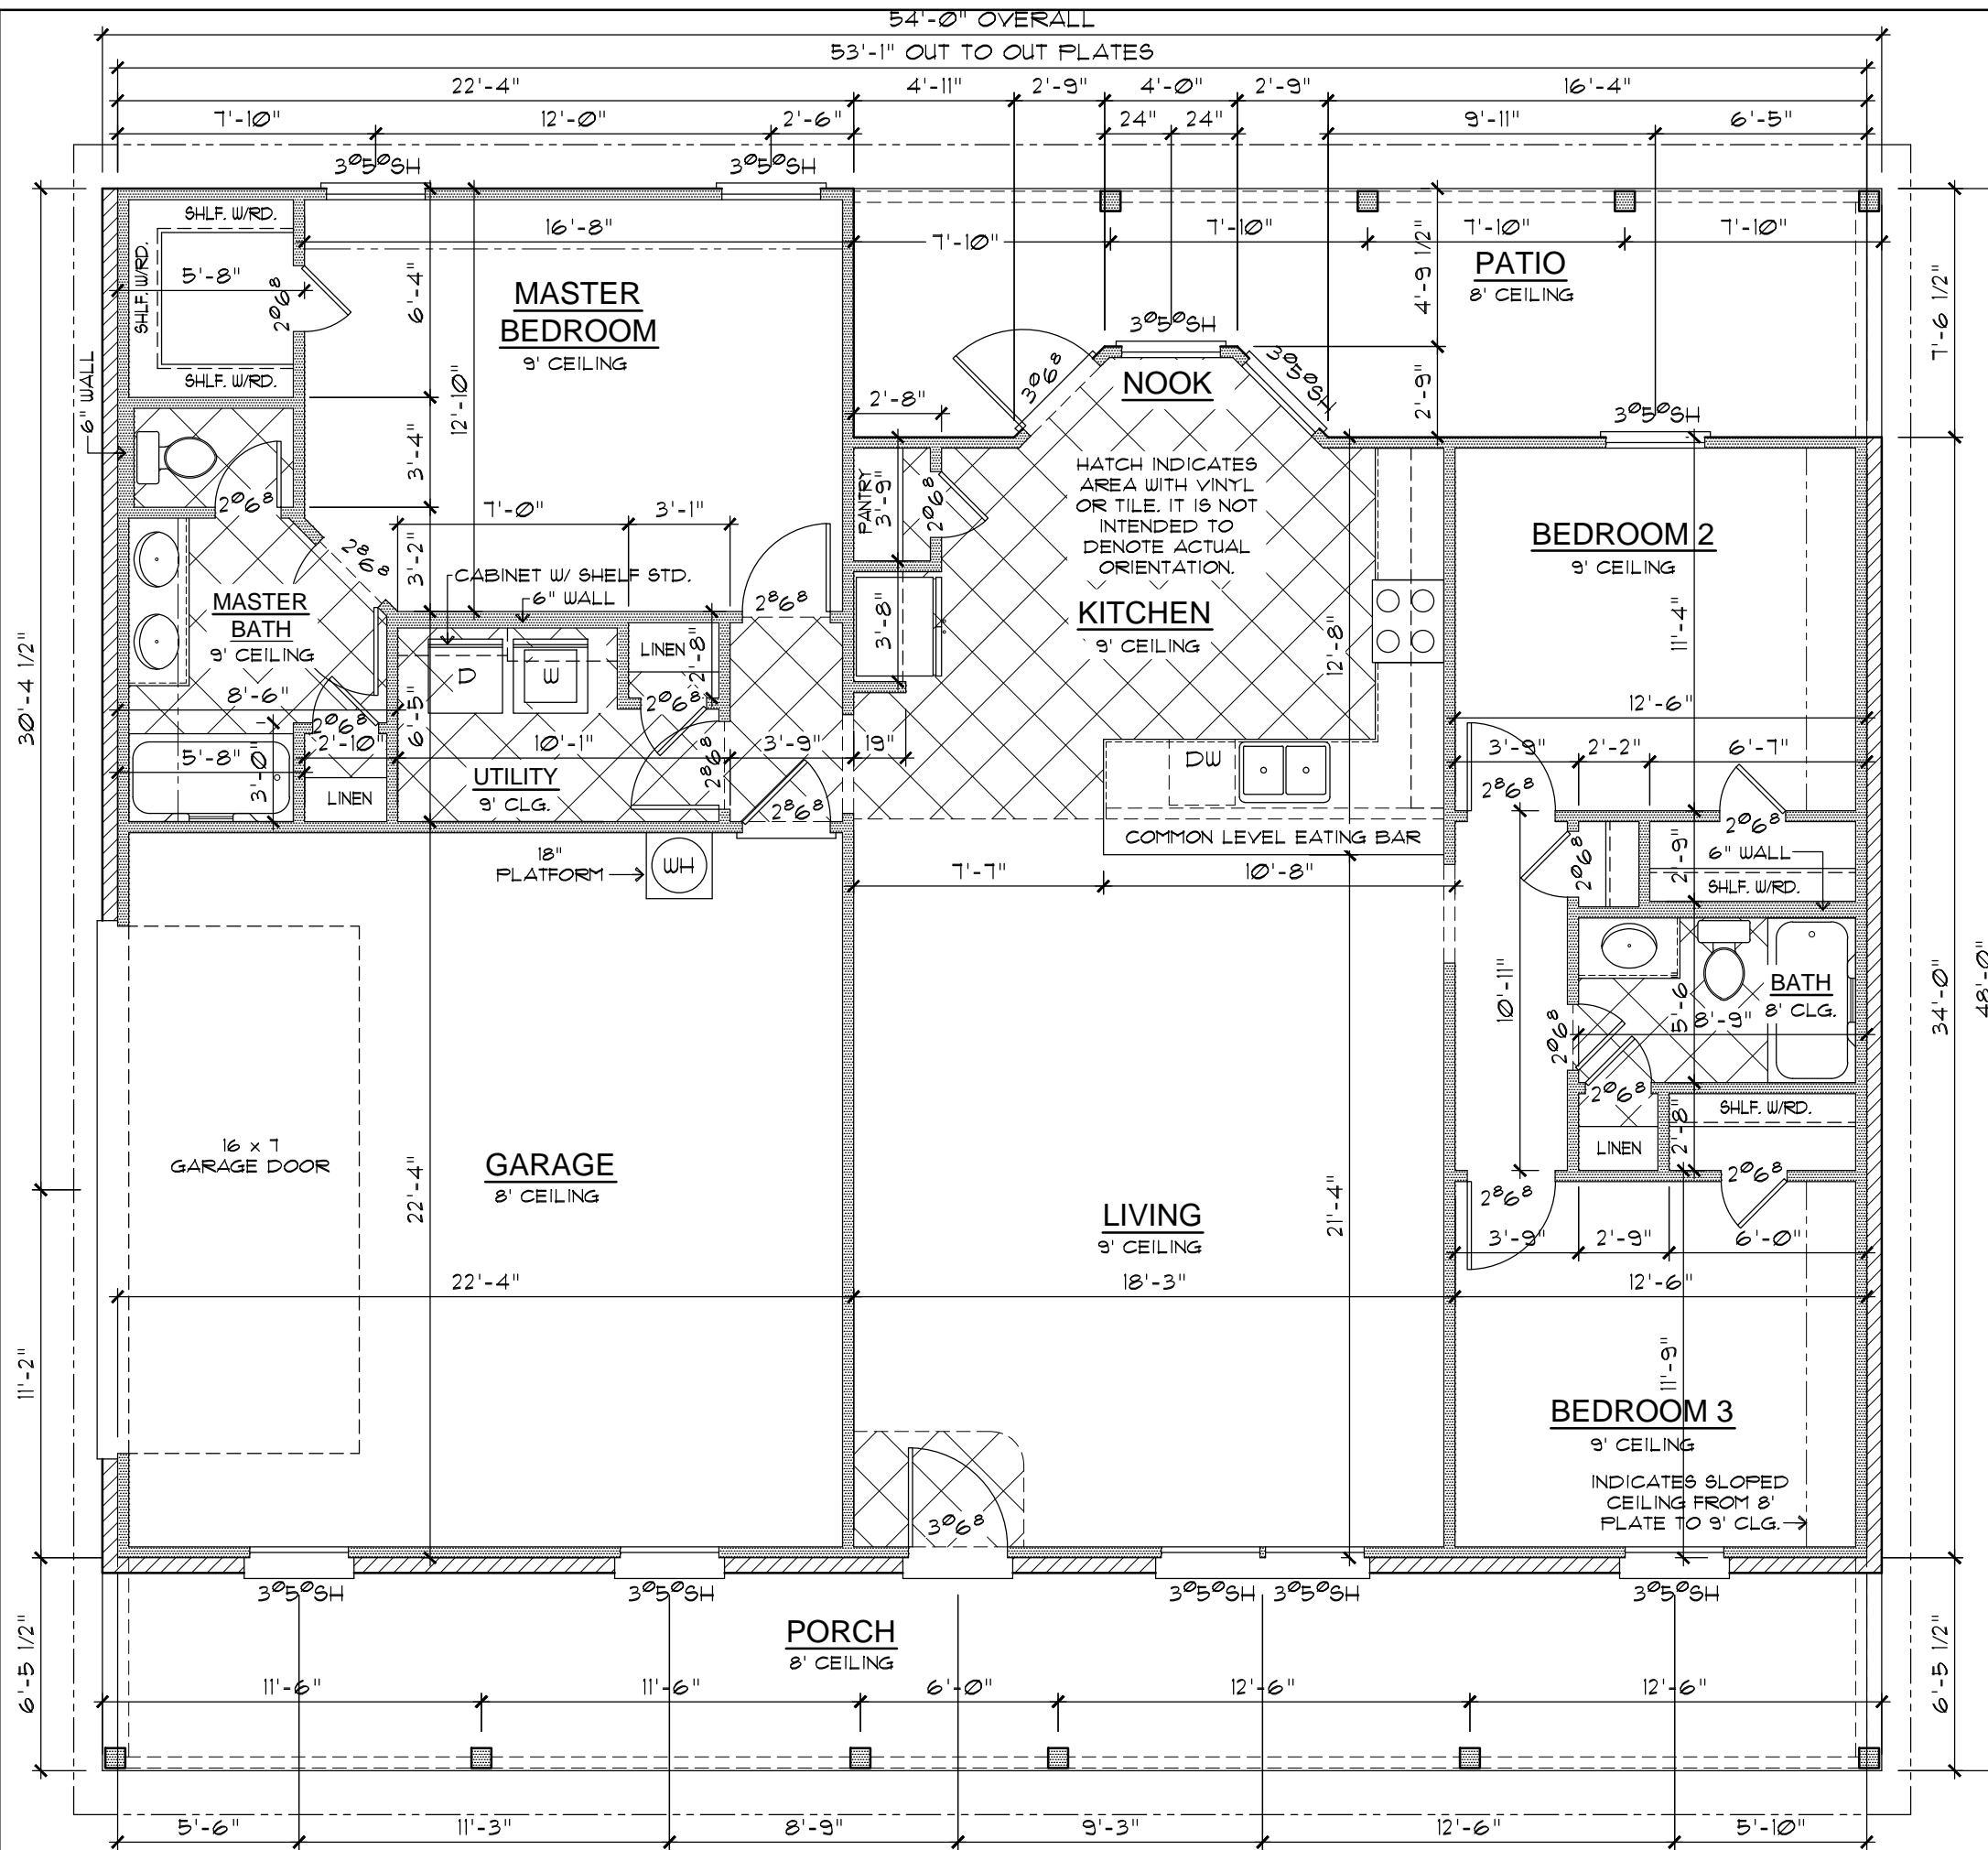 54'-0" OVERALL
53'-1" OUT TO OUT PLATES
22'-4" 4'-11" 2'-9" 4'-0" 2'-9" 16'-4"
7'-10" 12'-0" 2'-6" 24" 24" 9'-11" 6'-5"
3⁰5⁰SH 3⁰5⁰SH
SHLF. W/RD.
SHLF. W/RD.
SHLF. W/RD.
5'-8"
2⁰6⁸
16'-8"
6'-4"
12'-10"
MASTER
BEDROOM
9' CEILING
7'-10" 7'-10" 7'-10" 7'-10"
4'-9 1/2"
PATIO
8' CEILING
7'-6 1/2"
3⁰5⁰SH
3⁰6⁸
3⁰5⁰SH
NOOK
2'-9"
2'-8"
3⁰5⁰SH
6" WALL
3'-4"
2⁰6⁸
7'-0" 3'-1"
3'-2"
2⁸6⁸
CABINET W/ SHELF STD.
6" WALL
2⁸6⁸
PANTRY
3'-9"
2⁰6⁸
HATCH INDICATES
AREA WITH VINYL
OR TILE. IT IS NOT
INTENDED TO
DENOTE ACTUAL
ORIENTATION.
KITCHEN
9' CEILING
3'-8"
12'-8"
BEDROOM 2
9' CEILING
11'-4"
12'-6"
30'-4 1/2"
MASTER
BATH
9' CEILING
8'-6"
2⁰6⁸
5'-8" 2'-10"
3'-0"
LINEN
6'-5"
D
W
LINEN
2'-8"
2⁰6⁸
10'-1" 3'-9" 19"
2⁸6⁸
UTILITY
9' CLG.
2⁸6⁸
DW
COMMON LEVEL EATING BAR
3'-9" 2'-2" 6'-7"
2⁸6⁸
2⁰6⁸
2⁰6⁸
2'-9"
6" WALL
SHLF. W/RD.
18"
PLATFORM
WH
7'-7" 10'-8"
10'-11"
BATH
8' CLG.
5'-6"
8'-9"
2⁰6⁸
2⁰6⁸
34'-0"
48'-0"
SHLF. W/RD.
2'-8"
LINEN
2⁰6⁸
2⁸6⁸
16 x 7
GARAGE DOOR
GARAGE
8' CEILING
22'-4"
22'-4"
LIVING
9' CEILING
21'-4"
18'-3"
3'-9" 2'-9" 6'-0"
12'-6"
11'-2"
11'-9"
BEDROOM 3
9' CEILING
INDICATES SLOPED
CEILING FROM 8'
PLATE TO 9' CLG.
3⁰6⁸
3⁰5⁰SH 3⁰5⁰SH 3⁰5⁰SH 3⁰5⁰SH 3⁰5⁰SH
PORCH
8' CEILING
6'-5 1/2"
6'-5 1/2"
11'-6" 11'-6" 6'-0" 12'-6" 12'-6"
5'-6" 11'-3" 8'-9" 9'-3" 12'-6" 5'-10"